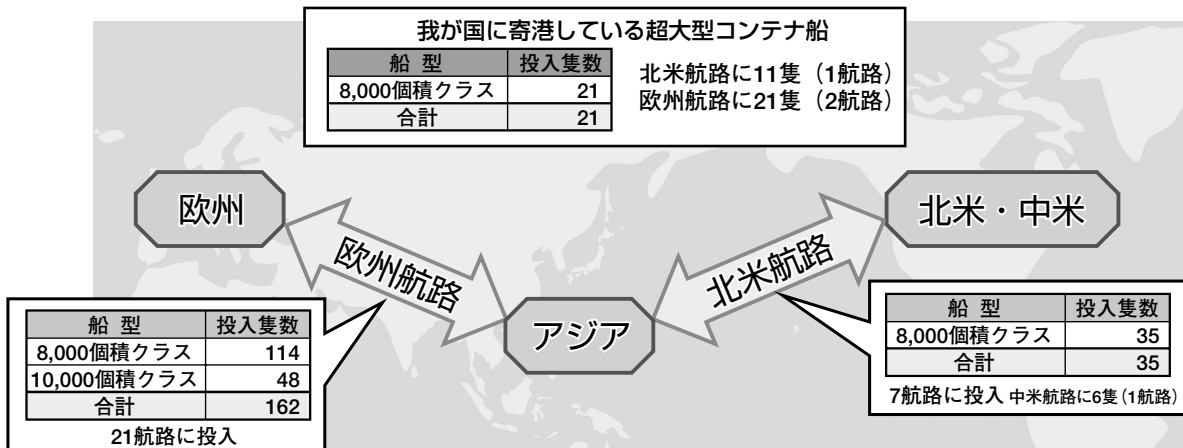 我が国に寄港している超大型コンテナ船
船 型 投入隻数
8,000個積クラス 21
合計 21
北米航路に11隻(1航路)
欧州航路に21隻(2航路)
欧州
北米・中米
欧州航路
北米航路
アジア
船 型 投入隻数
8,000個積クラス 114
10,000個積クラス 48
合計 162
21航路に投入
船 型 投入隻数
8,000個積クラス 35
合計 35
7航路に投入 中米航路に6隻(1航路)